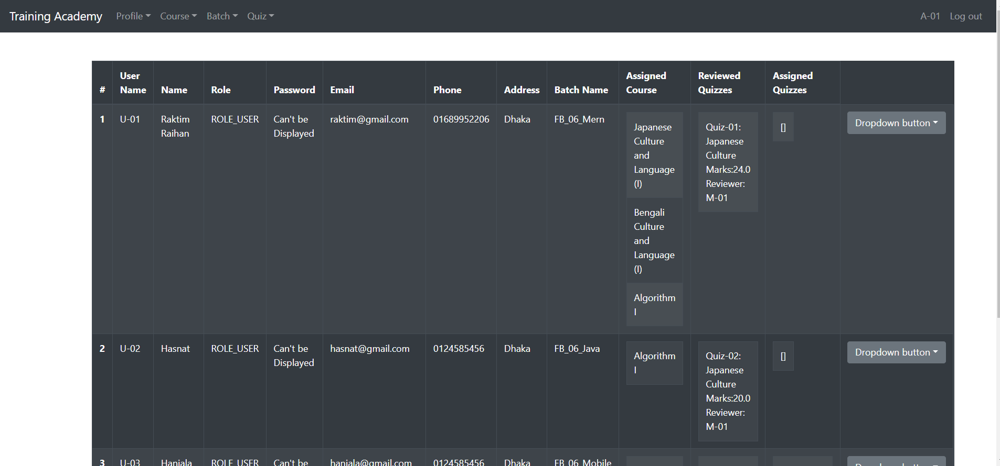 Training Academy Profile Course Batch Quiz A-01 Log out
# User Name Name Role Password Email Phone Address Batch Name Assigned Course Reviewed Quizzes Assigned Quizzes
1 U-01 Raktim Raihan ROLE_USER Can't be Displayed raktim@gmail.com 01689952206 Dhaka FB_06_Mern
Japanese
Culture
and
Language
(I)
Bengali
Culture
and
Language
(I)
Algorithm
I
Quiz-01:
Japanese
Culture
Marks:24.0
Reviewer:
M-01
[]
Dropdown button
2 U-02 Hasnat ROLE_USER Can't be Displayed hasnat@gmail.com 0124585456 Dhaka FB_06_Java
Algorithm
I
Quiz-02:
Japanese
Culture
Marks:20.0
Reviewer:
M-01
[]
Dropdown button
3 U-03 Hanjala ROLE_USER Can't be hanjala@gmail.com 0124585456 Dhaka FB_06_Mobile
Dropdown button